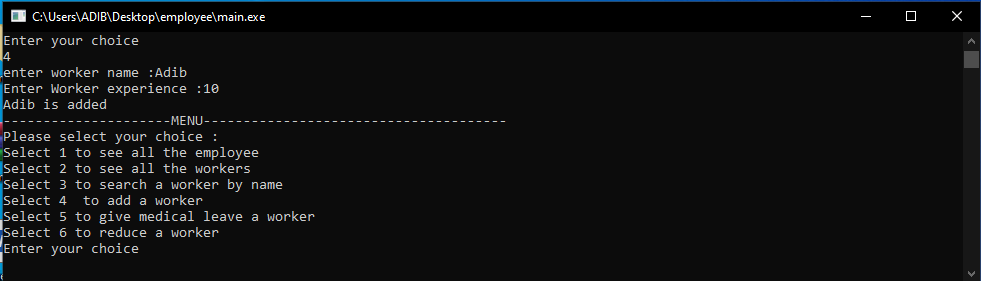 C:\Users\ADIB\Desktop\employee\main.exe
Enter your choice
4
enter worker name :Adib
Enter Worker experience :10
Adib is added
---------------------MENU--------------------------------------
Please select your choice :
Select 1 to see all the employee
Select 2 to see all the workers
Select 3 to search a worker by name
Select 4  to add a worker
Select 5 to give medical leave a worker
Select 6 to reduce a worker
Enter your choice